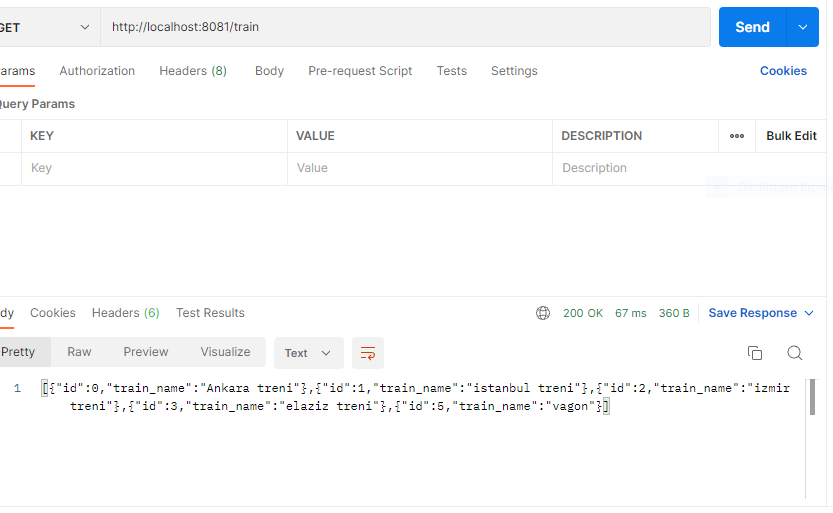 GET http://localhost:8081/train Send
arams Authorization Headers (8) Body Pre-request Script Tests Settings Cookies
Query Params
KEY VALUE DESCRIPTION ••• Bulk Edit
Key Value Description
dy Cookies Headers (6) Test Results 200 OK 67 ms 360 B Save Response
Pretty Raw Preview Visualize Text
1 [{"id":0,"train_name":"Ankara treni"},{"id":1,"train_name":"istanbul treni"},{"id":2,"train_name":"izmir
treni"},{"id":3,"train_name":"elaziz treni"},{"id":5,"train_name":"vagon"}]